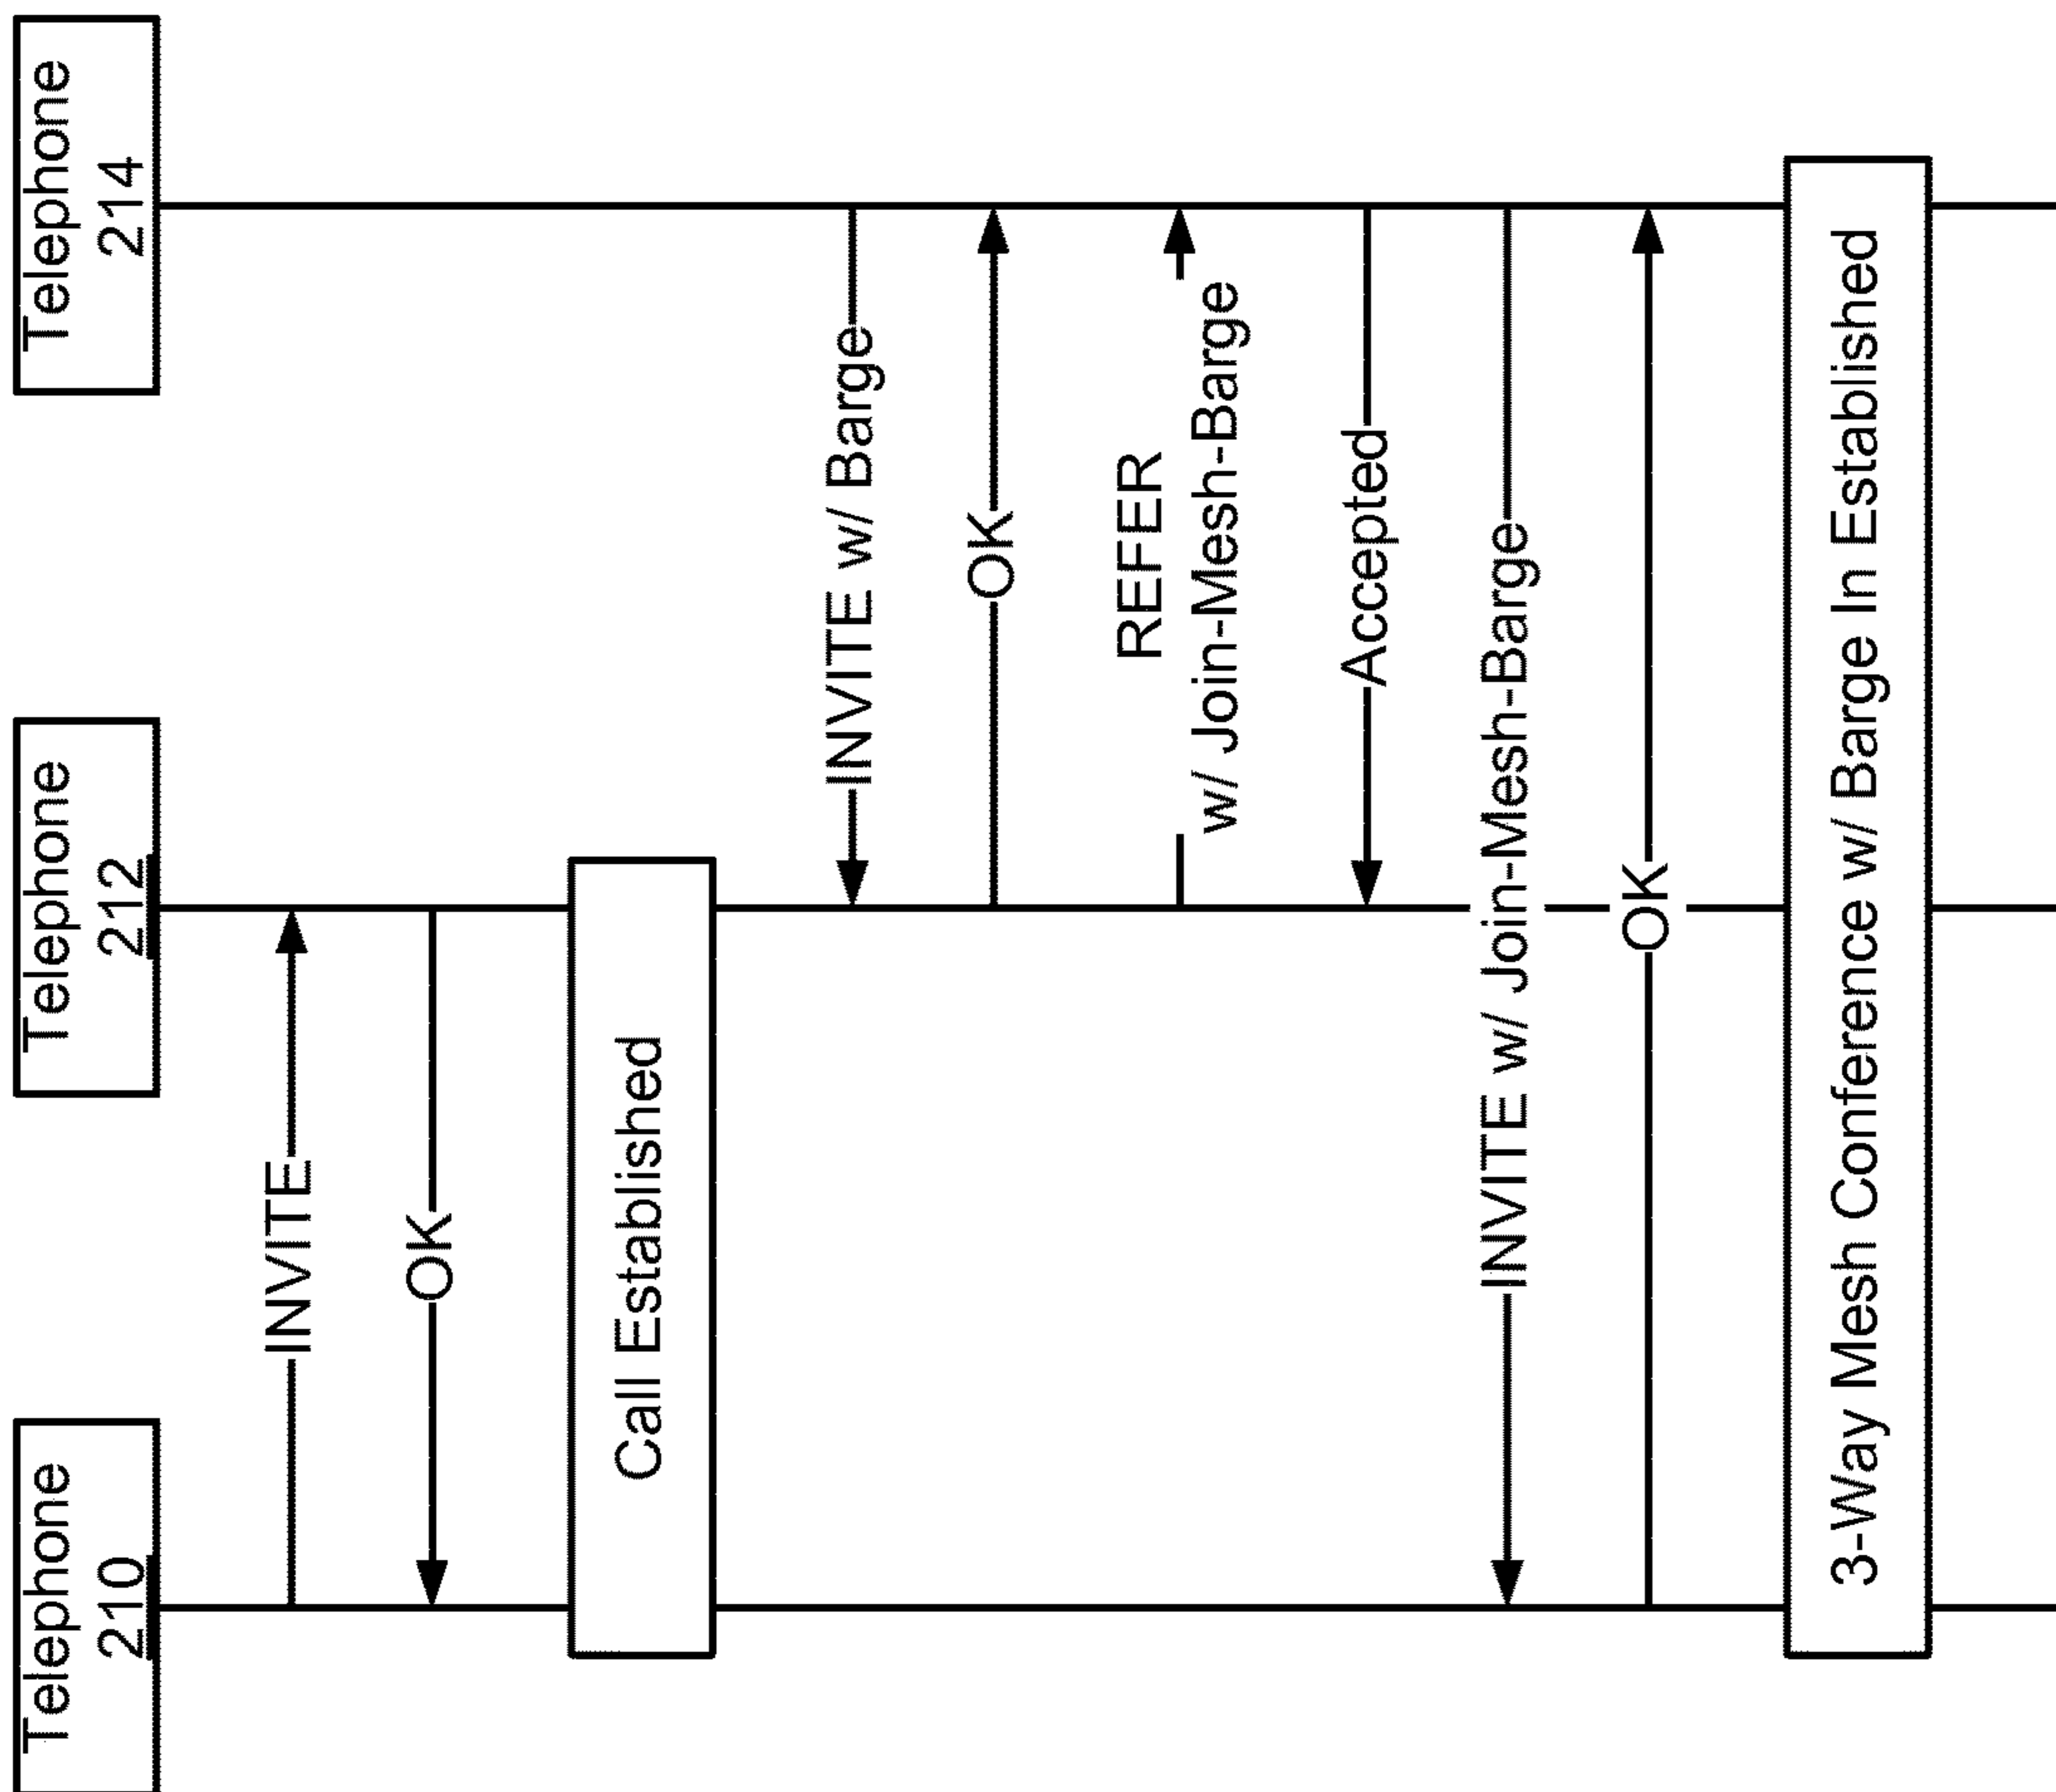 Telephone
210
Telephone
212
Telephone
214
INVITE
OK
Call Established
INVITE w/ Barge
OK
REFER
w/ Join-Mesh-Barge
Accepted
INVITE w/ Join-Mesh-Barge
OK
3-Way Mesh Conference w/ Barge In Established